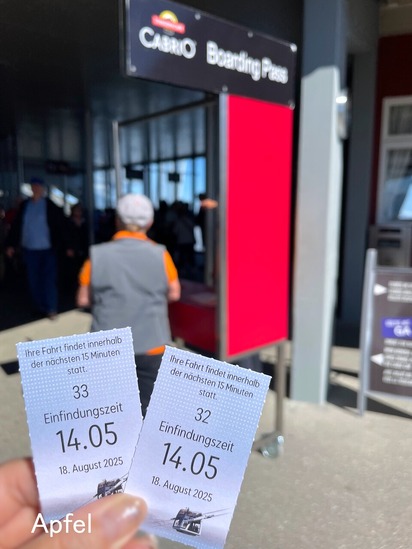 CABRIO
Boarding Pass
GA
Ihre Fahrt findet innerhalb
der nächsten 15 Minuten
statt.
33
Einfindungszeit
14.05
18. August 2025
Ihre Fahrt findet innerhalb
der nächsten 15 Minuten
statt.
32
Einfindungszeit
14.05
18. August 2025
Apfel